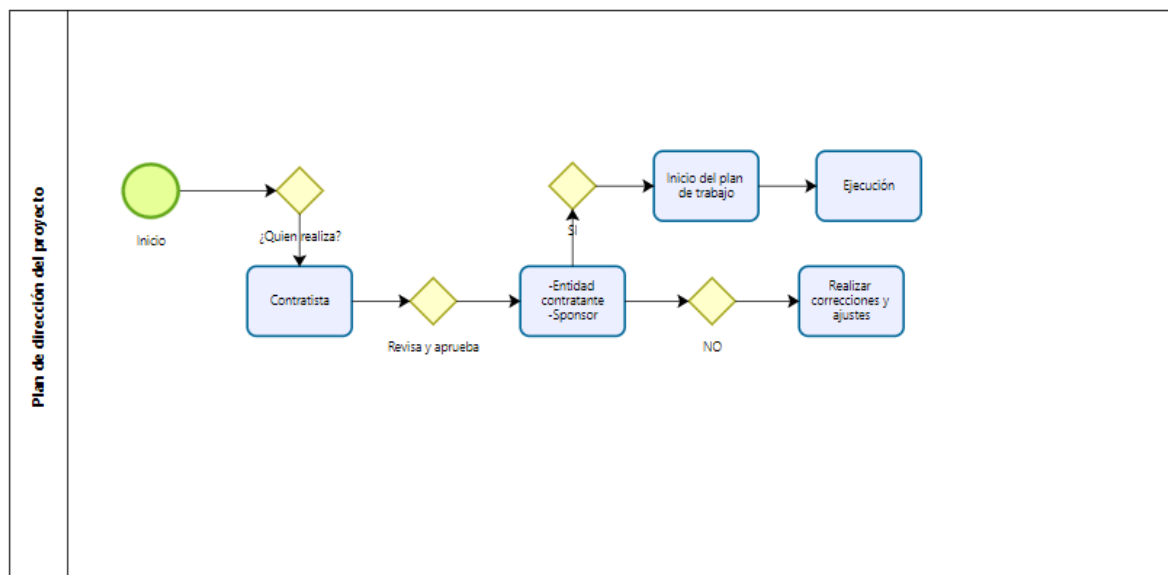 Plan de dirección del proyecto
Inicio
¿Quien realiza?
Contratista
Revisa y aprueba
-Entidad
contratante
-Sponsor
SI
Inicio del plan
de trabajo
Ejecución
NO
Realizar
correcciones y
ajustes